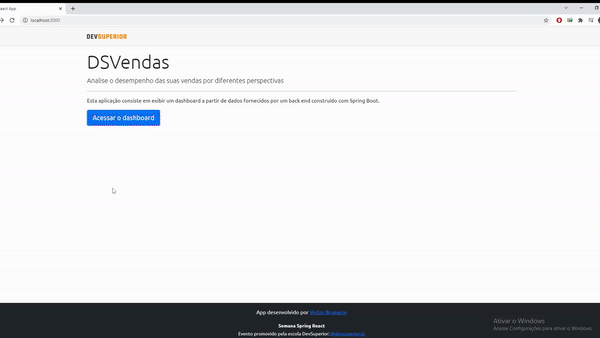 React App
localhost:3000
DEVSUPERIOR
DSVendas
Analise o desempenho das suas vendas por diferentes perspectivas
Esta aplicação consiste em exibir um dashboard a partir de dados fornecidos por um back end construído com Spring Boot.
Acessar o dashboard
App desenvolvido por
Semana Spring React
Evento promovido pela escola DevSuperior: @devsuperior.ig
Ativar o Windows
Acesse Configurações para ativar o Windows.